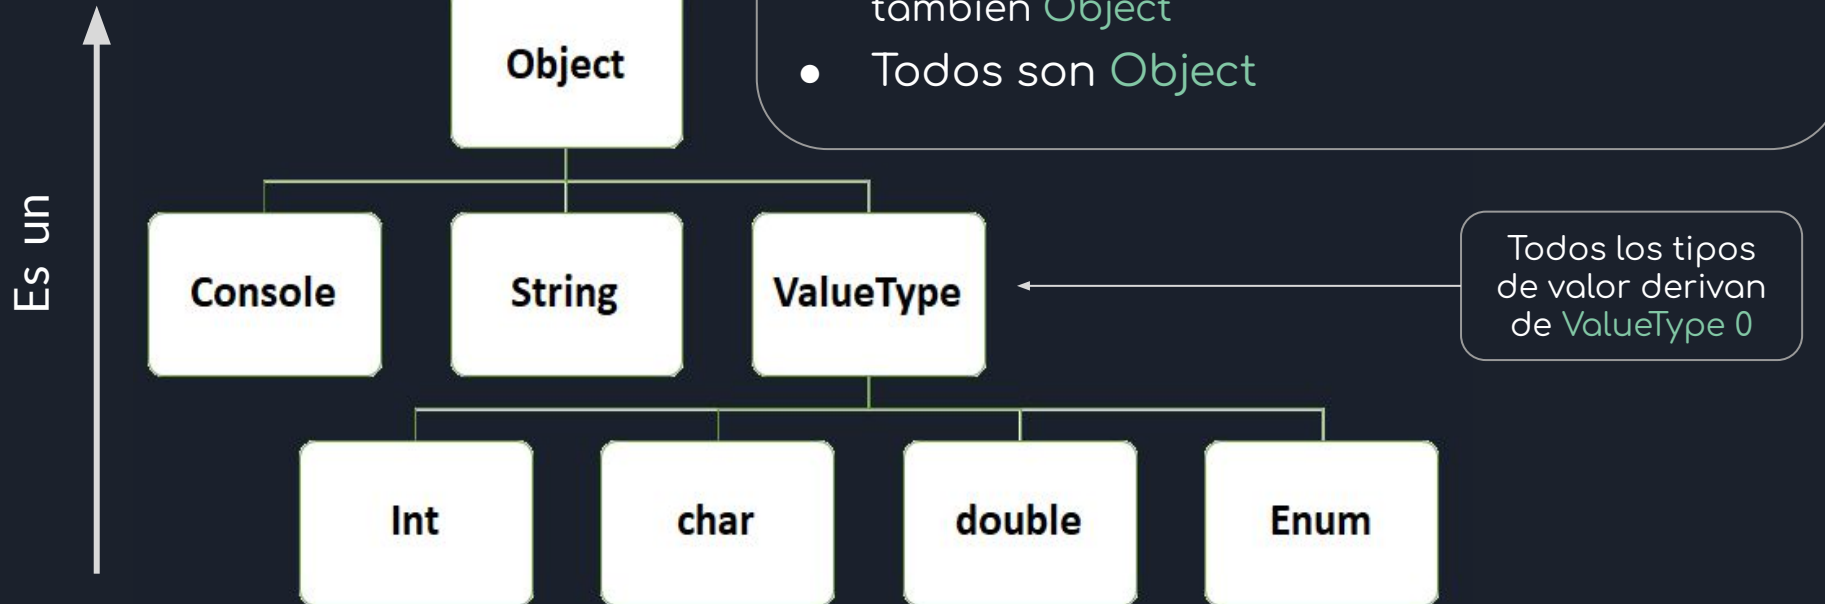 también Object
● Todos son Object
Object
Es un
Console
String
ValueType
Todos los tipos
de valor derivan
de ValueType 0
Int
char
double
Enum